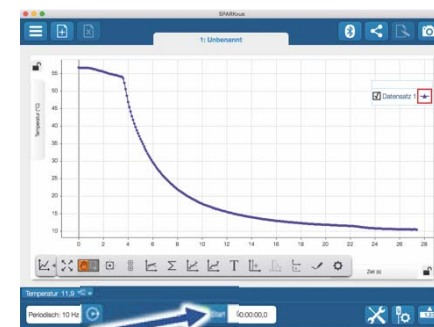 SPARKvue
1: Unbenannt
Datensatz 1
Temperatur (°C)
55
50
45
40
35
30
25
20
15
10
0 2 4 6 8 10 12 14 16 18 20 22 24 26 28
Zeit (s)
Temperatur 11,9 °C
Periodisch: 10 Hz
Start
00:00:00,0